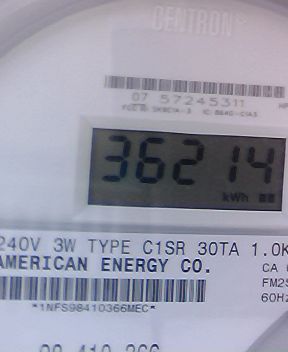 CENTRON
07 57245311
36214
kWh
240V 3W TYPE C1SR 30TA 1.0K
AMERICAN ENERGY CO.
CA
FM2S
60Hz
*1NFS98410366MEC*